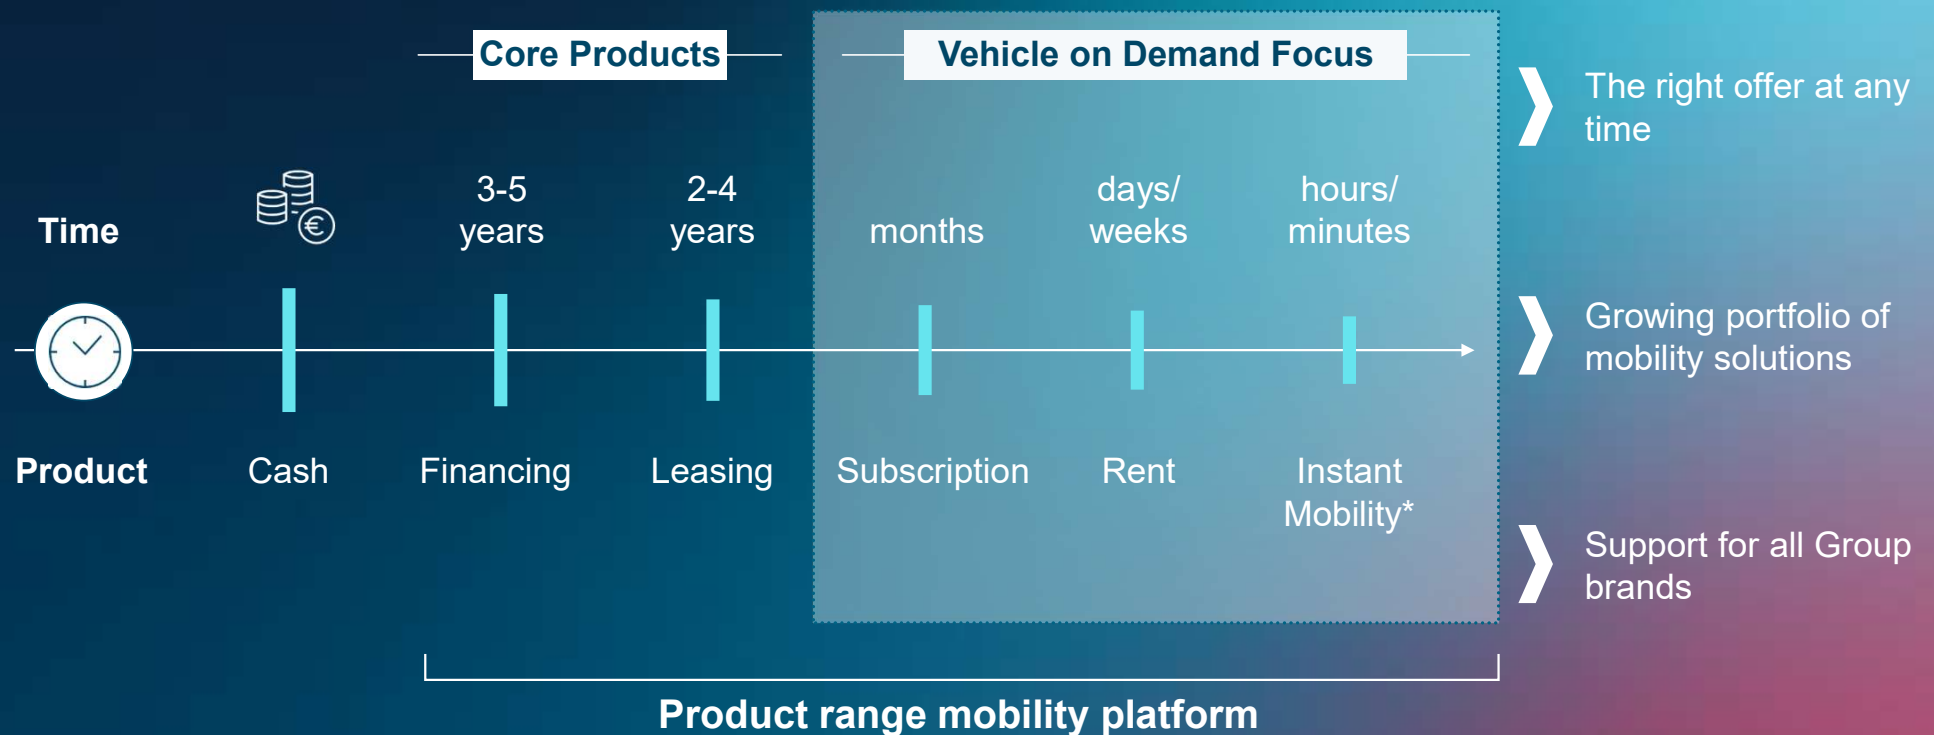 Core Products
Vehicle on Demand Focus
Time
€
3-5
years
2-4
years
months
days/
weeks
hours/
minutes
Product
Cash
Financing
Leasing
Subscription
Rent
Instant
Mobility*
Product range mobility platform
The right offer at any
time
Growing portfolio of
mobility solutions
Support for all Group
brands